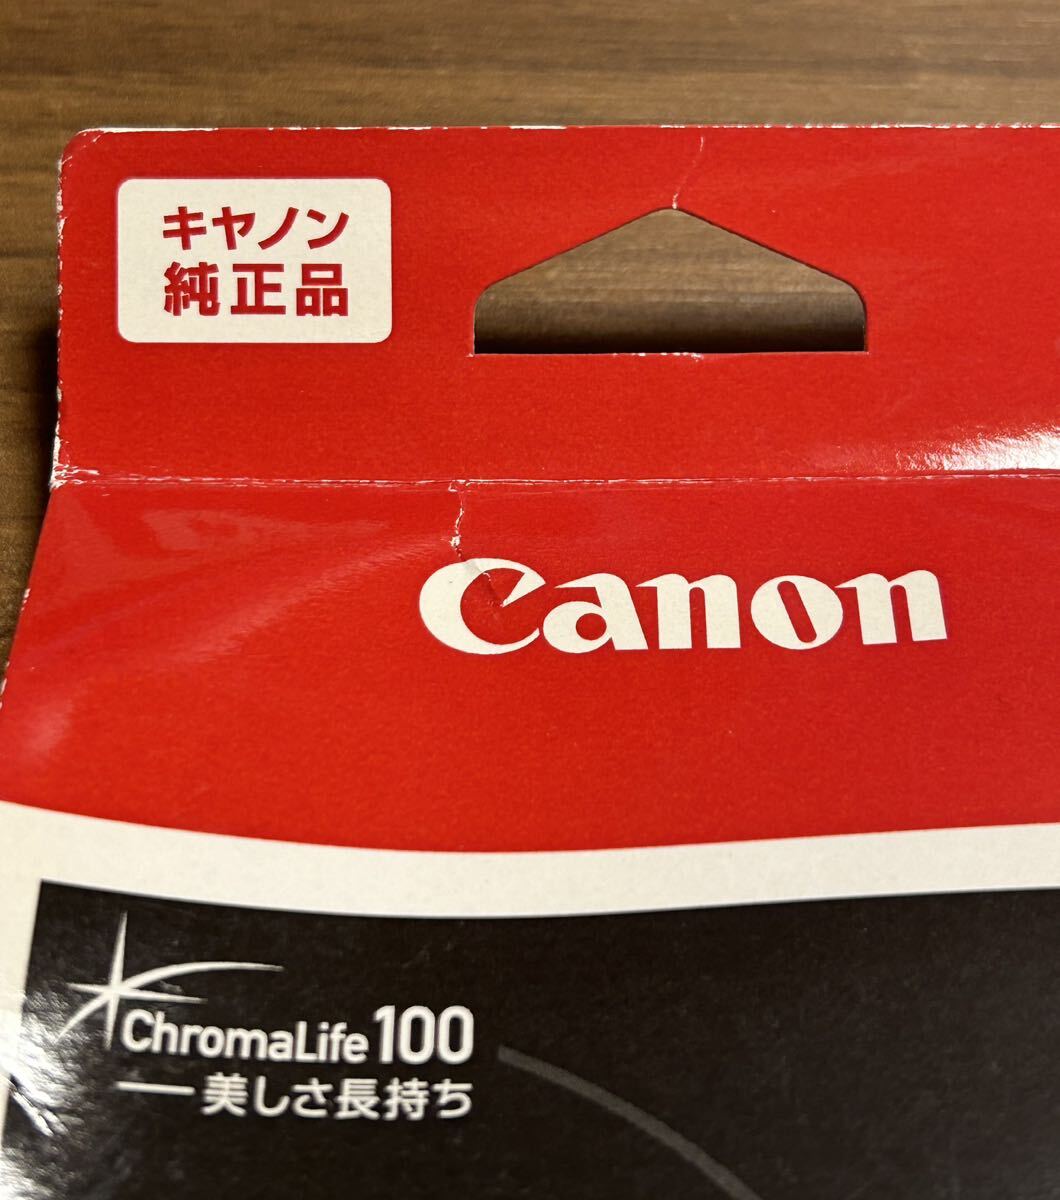 キヤノン
純正品
Canon
ChromaLife100
美しさ長持ち